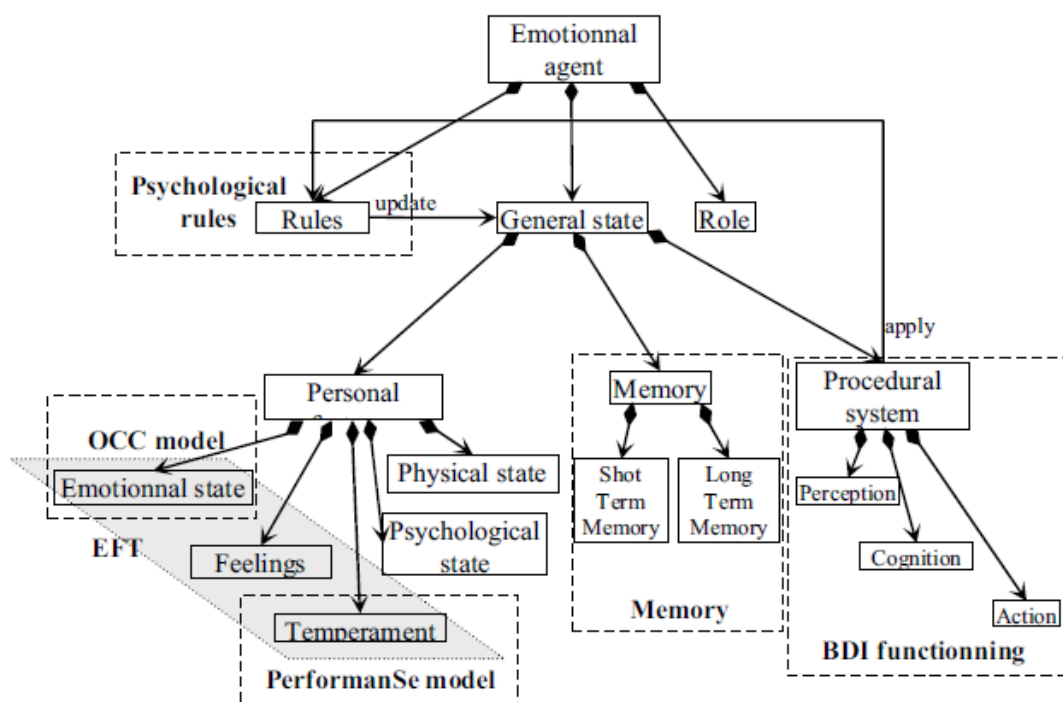 Emotionnal
agent
Psychological
rules
Rules
update
General state
Role
apply
Personal
Memory
Procedural
system
OCC model
Emotionnal state
Physical state
Shot
Term
Memory
Long
Term
Memory
Perception
EFT
Feelings
Psychological
state
Cognition
Temperament
Memory
Action
PerformanSe model
BDI functionning